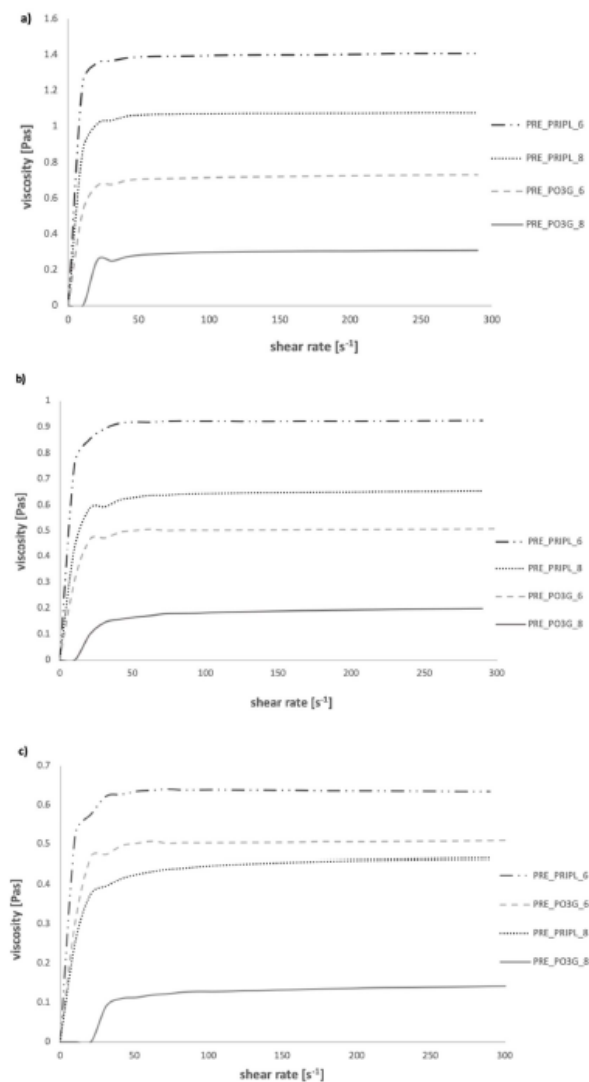 a)
1.6
1.4
1.2
1
0.8
0.6
0.4
0.2
0
viscosity [Pas]
0 50 100 150 200 250 300
shear rate [s⁻¹]
PRE_PRIPL_6
PRE_PRIPL_8
PRE_PO3G_6
PRE_PO3G_8
b)
1
0.9
0.8
0.7
0.6
0.5
0.4
0.3
0.2
0.1
0
viscosity [Pas]
0 50 100 150 200 250 300
shear rate [s⁻¹]
PRE_PRIPL_6
PRE_PRIPL_8
PRE_PO3G_6
PRE_PO3G_8
c)
0.7
0.6
0.5
0.4
0.3
0.2
0.1
0
viscosity [Pas]
0 50 100 150 200 250 300
shear rate [s⁻¹]
PRE_PRIPL_6
PRE_PO3G_6
PRE_PRIPL_8
PRE_PO3G_8